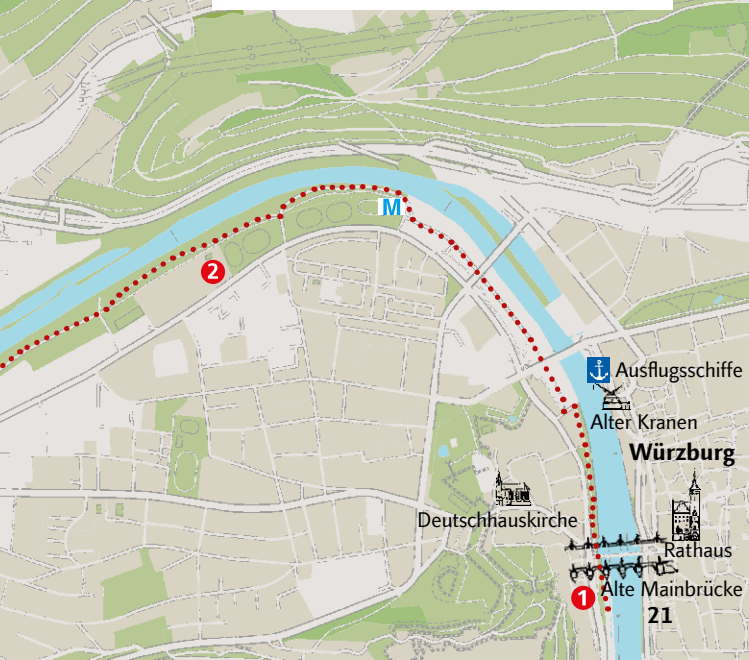 M
2
Ausflugsschiffe
Alter Kranen
Würzburg
Deutschhauskirche
Rathaus
1
Alte Mainbrücke
21